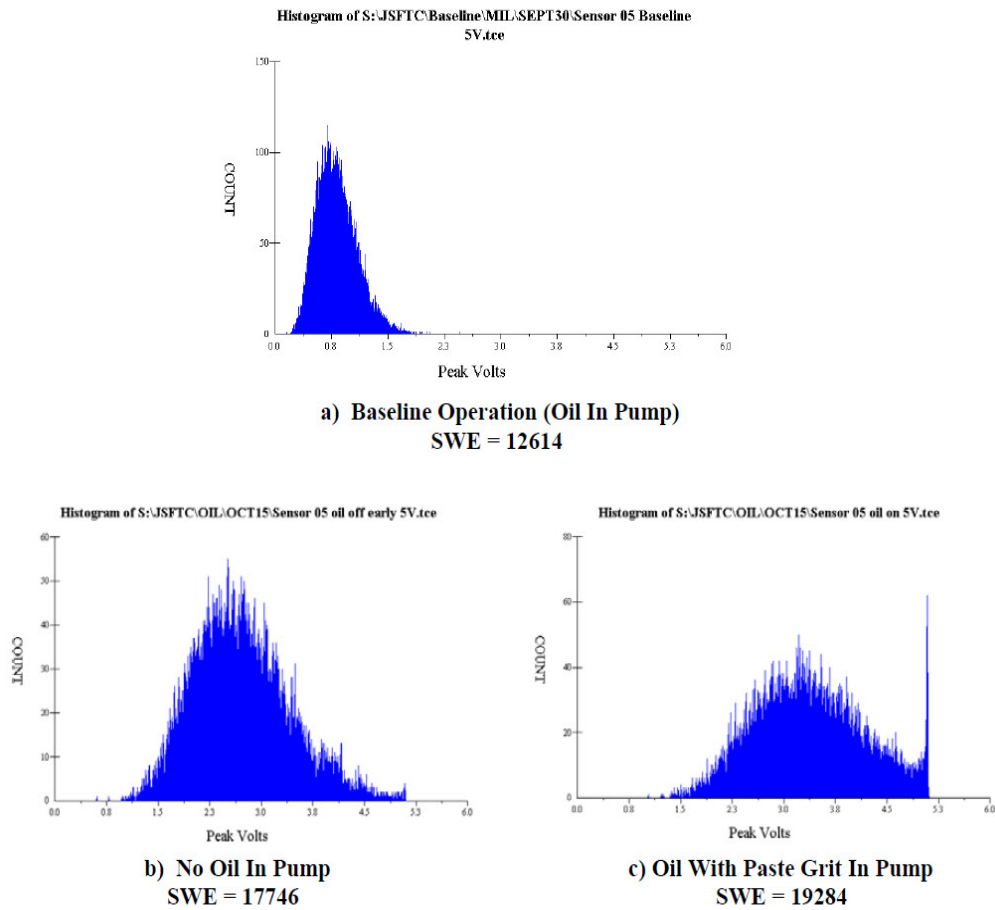 Histogram of S:\JSFTC\Baseline\MIL\SEPT30\Sensor 05 Baseline
5V.tce
150
100
50
0
COUNT
0.0 0.8 1.5 2.3 3.0 3.8 4.5 5.3 6.0
Peak Volts
a) Baseline Operation (Oil In Pump)
SWE = 12614
Histogram of S:\JSFTC\OIL\OCT15\Sensor 05 oil off early 5V.tce
60
50
40
30
20
10
0
COUNT
0.0 0.8 1.5 2.3 3.0 3.8 4.5 5.3 6.0
Peak Volts
b) No Oil In Pump
SWE = 17746
Histogram of S:\JSFTC\OIL\OCT15\Sensor 05 oil on 5V.tce
80
60
40
20
0
COUNT
0.0 0.8 1.5 2.3 3.0 3.8 4.5 5.3 6.0
Peak Volts
c) Oil With Paste Grit In Pump
SWE = 19284